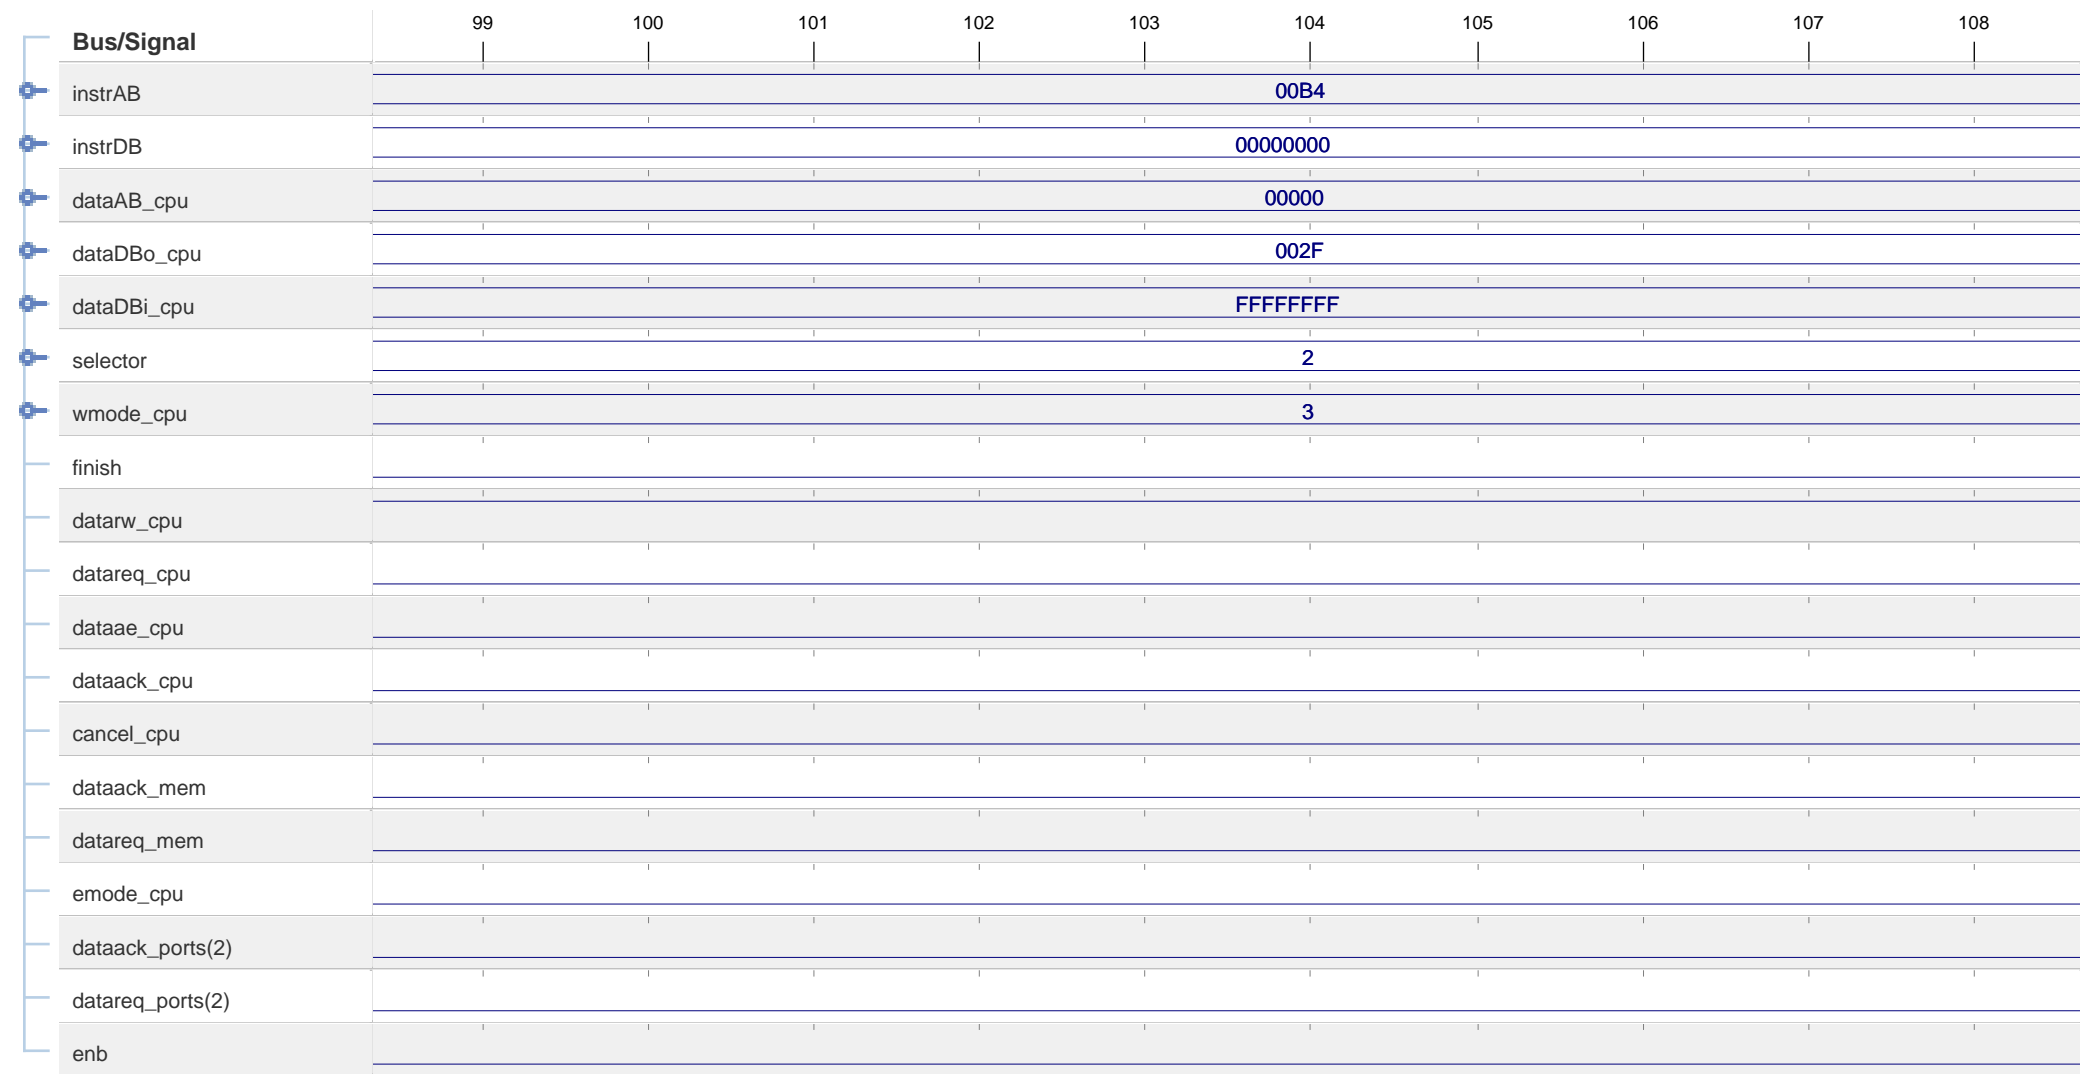 99 100 101 102 103 104 105 106 107 108
Bus/Signal
instrAB 00B4
instrDB 00000000
dataAB_cpu 00000
dataDBo_cpu 002F
dataDBi_cpu FFFFFFFF
selector 2
wmode_cpu 3
finish
datarw_cpu
datareq_cpu
dataae_cpu
dataack_cpu
cancel_cpu
dataack_mem
datareq_mem
emode_cpu
dataack_ports(2)
datareq_ports(2)
enb